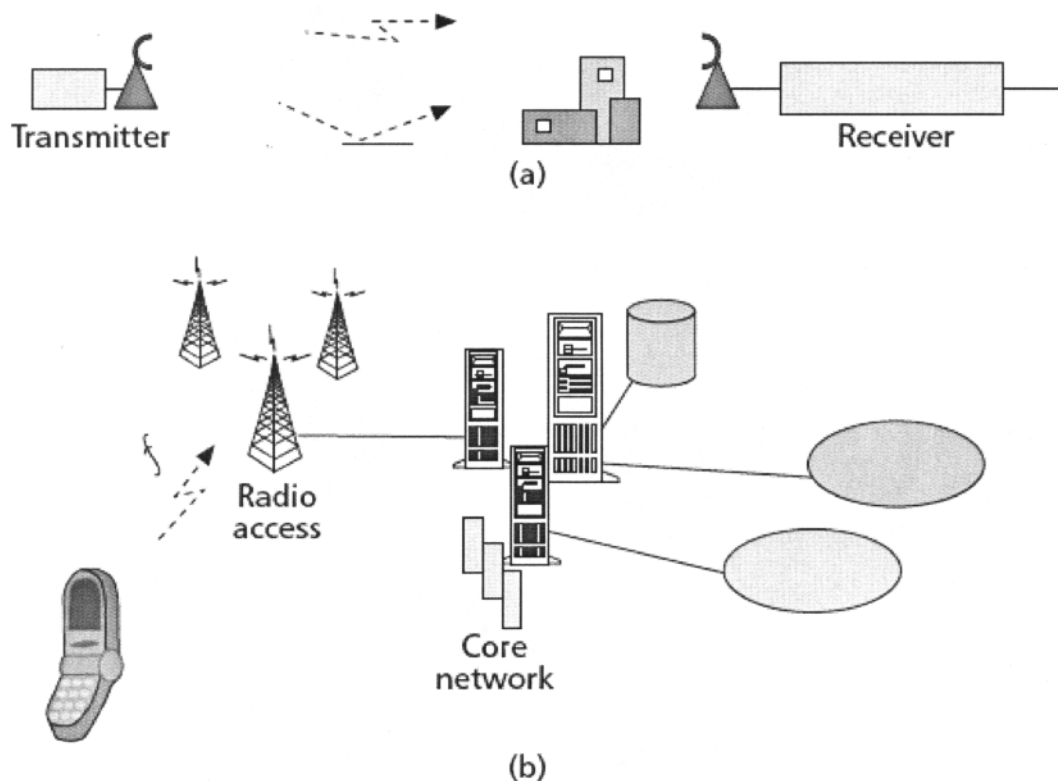 Transmitter
Receiver
(a)
Radio
access
Core
network
(b)